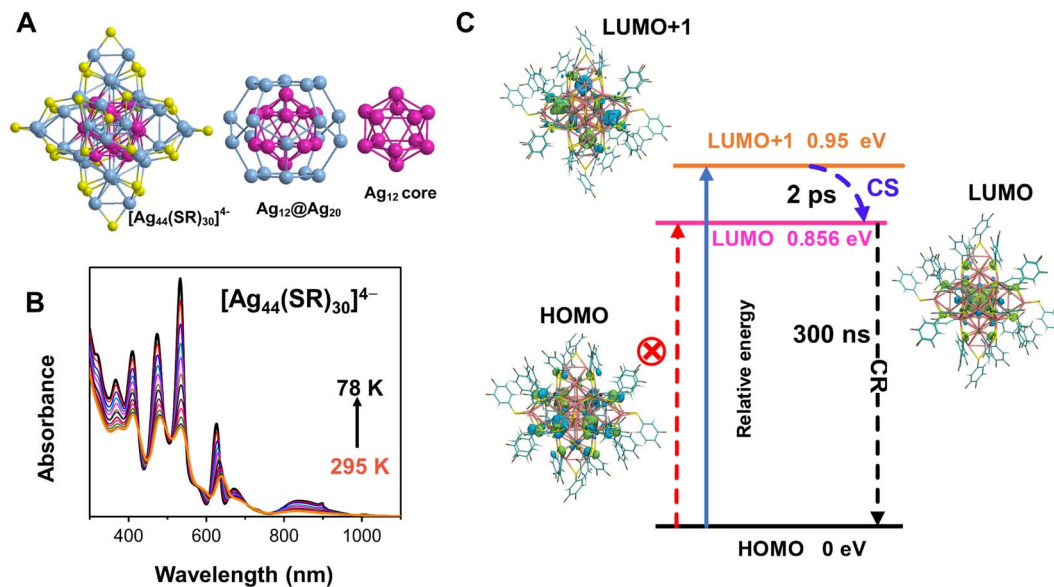 A
[Ag₄₄(SR)₃₀]⁴⁻
Ag₁₂@Ag₂₀
Ag₁₂ core
B
[Ag₄₄(SR)₃₀]⁴⁻
78 K
295 K
Absorbance
400 600 800 1000
Wavelength (nm)
C
LUMO+1
LUMO+1 0.95 eV
CS
2 ps
LUMO
LUMO 0.856 eV
HOMO
Relative energy
300 ns
CR
HOMO 0 eV